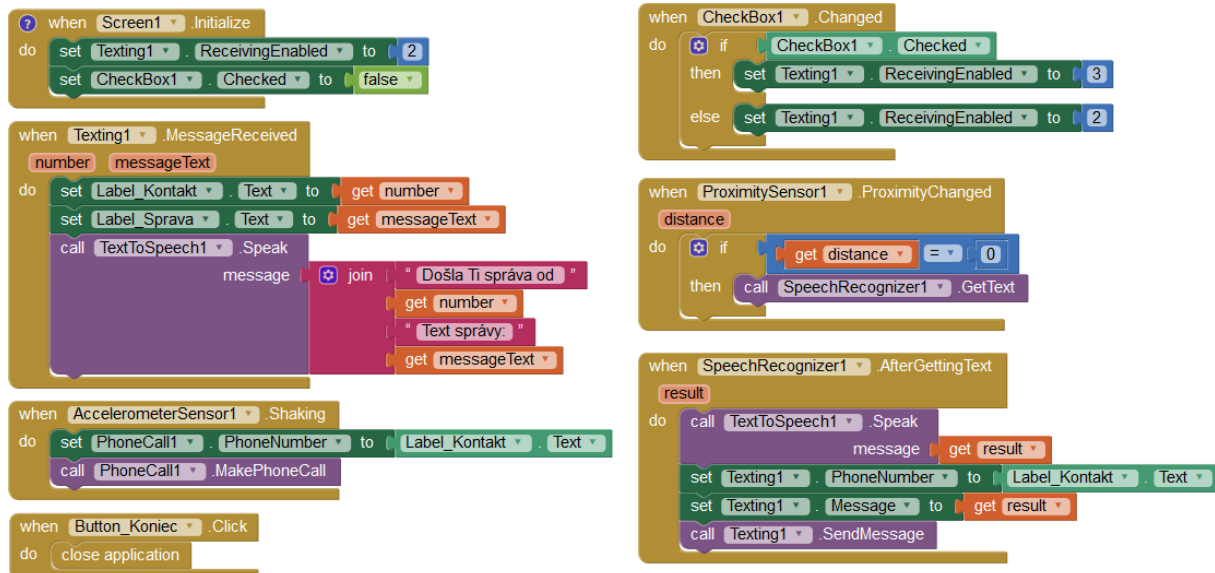 when Screen1 .Initialize
do set Texting1 . ReceivingEnabled to 2
set CheckBox1 . Checked to false
when Texting1 .MessageReceived
number messageText
do set Label_Kontakt . Text to get number
set Label_Sprava . Text to get messageText
call TextToSpeech1 .Speak
message join " Došla Ti správa od "
get number
" Text správy: "
get messageText
when AccelerometerSensor1 .Shaking
do set PhoneCall1 . PhoneNumber to Label_Kontakt . Text
call PhoneCall1 .MakePhoneCall
when Button_Koniec .Click
do close application
when CheckBox1 .Changed
do if CheckBox1 . Checked
then set Texting1 . ReceivingEnabled to 3
else set Texting1 . ReceivingEnabled to 2
when ProximitySensor1 .ProximityChanged
distance
do if get distance = 0
then call SpeechRecognizer1 .GetText
when SpeechRecognizer1 .AfterGettingText
result
do call TextToSpeech1 .Speak
message get result
set Texting1 . PhoneNumber to Label_Kontakt . Text
set Texting1 . Message to get result
call Texting1 .SendMessage